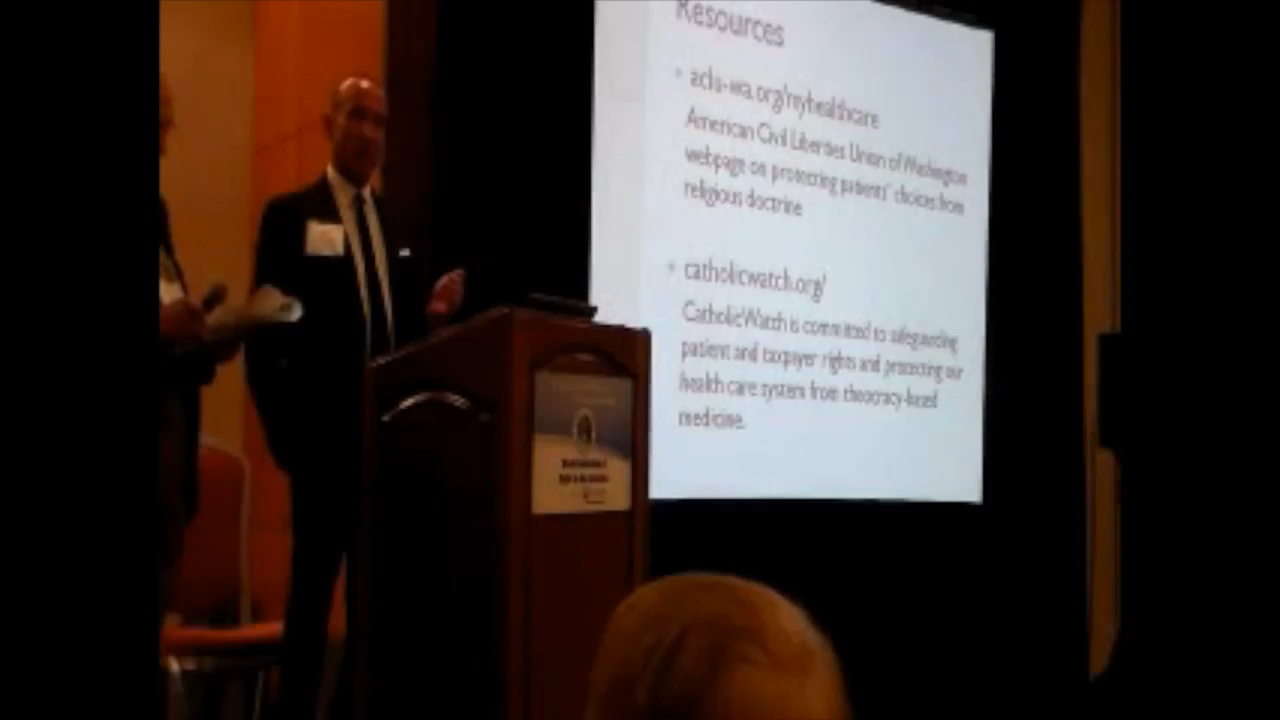 Resources
• aclu-wa.org/myhealthcare
American Civil Liberties Union of Washington
webpage on protecting patients' choices from
religious doctrine
• catholicwatch.org/
CatholicWatch is committed to safeguarding
patient and taxpayer rights and protecting our
health care system from theocracy-based
medicine.